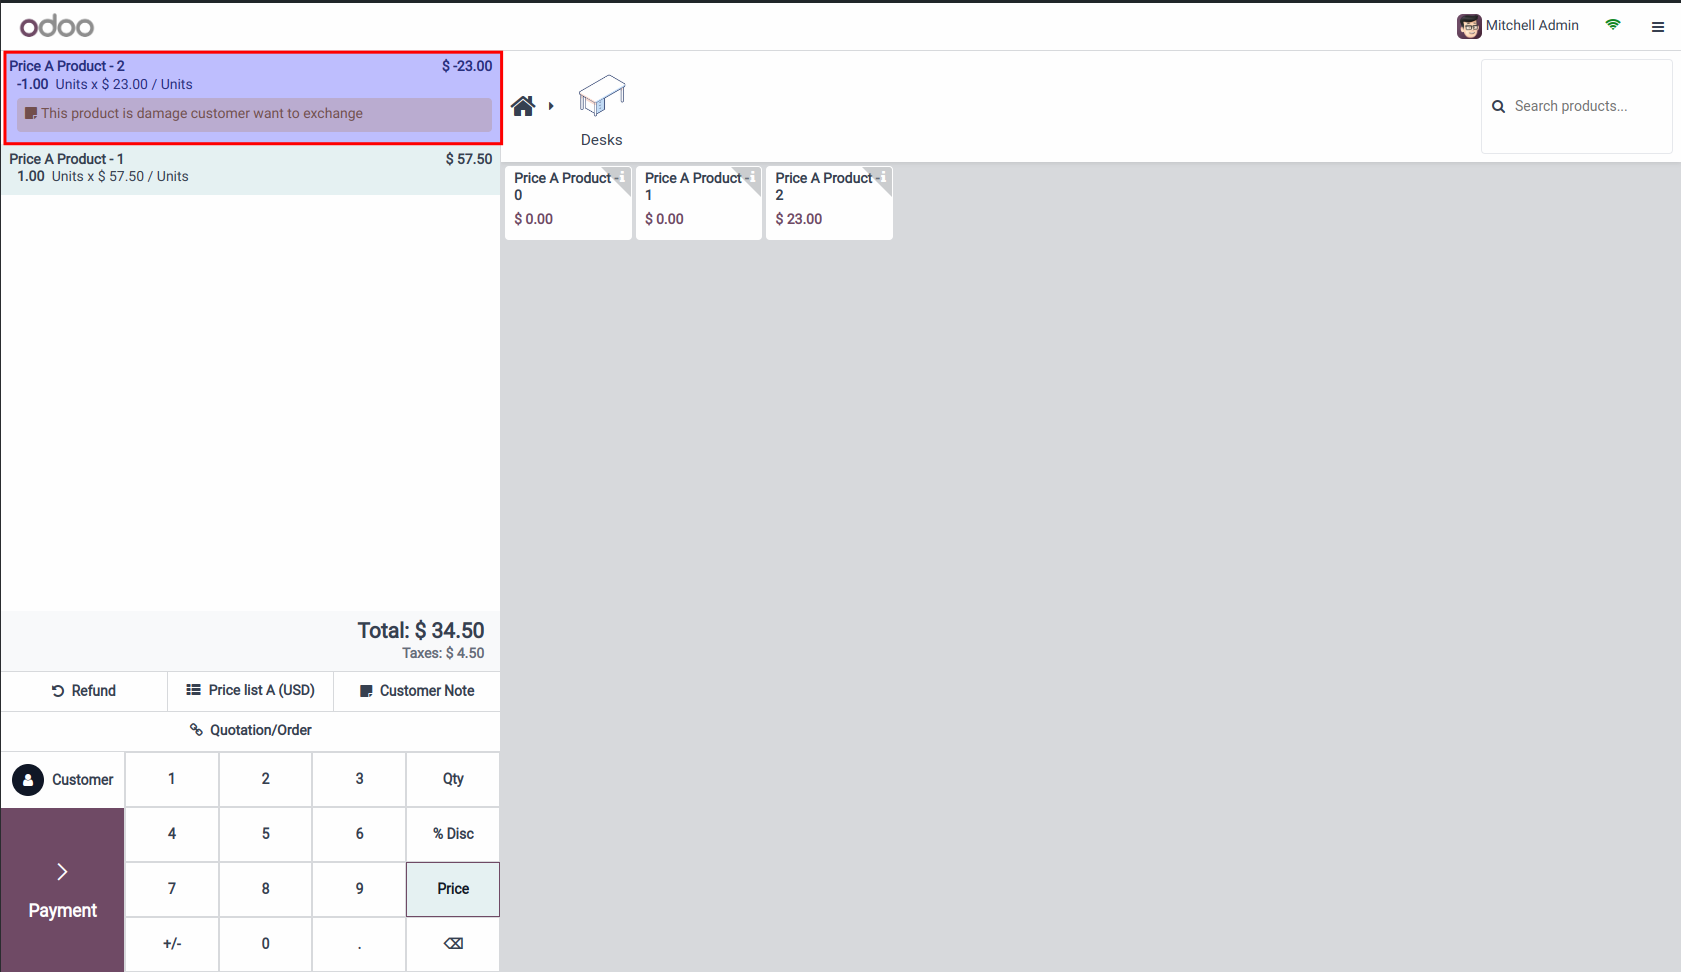 odoo
Mitchell Admin
Price A Product - 2 $ -23.00
-1.00 Units x $ 23.00 / Units
This product is damage customer want to exchange
Price A Product - 1 $ 57.50
1.00 Units x $ 57.50 / Units
Desks
Search products...
Price A Product -
0
$ 0.00
Price A Product -
1
$ 0.00
Price A Product -
2
$ 23.00
Total: $ 34.50
Taxes: $ 4.50
Refund
Price list A (USD)
Customer Note
Quotation/Order
Customer
1 2 3 Qty
4 5 6 % Disc
7 8 9 Price
+/- 0 . ⌫
Payment